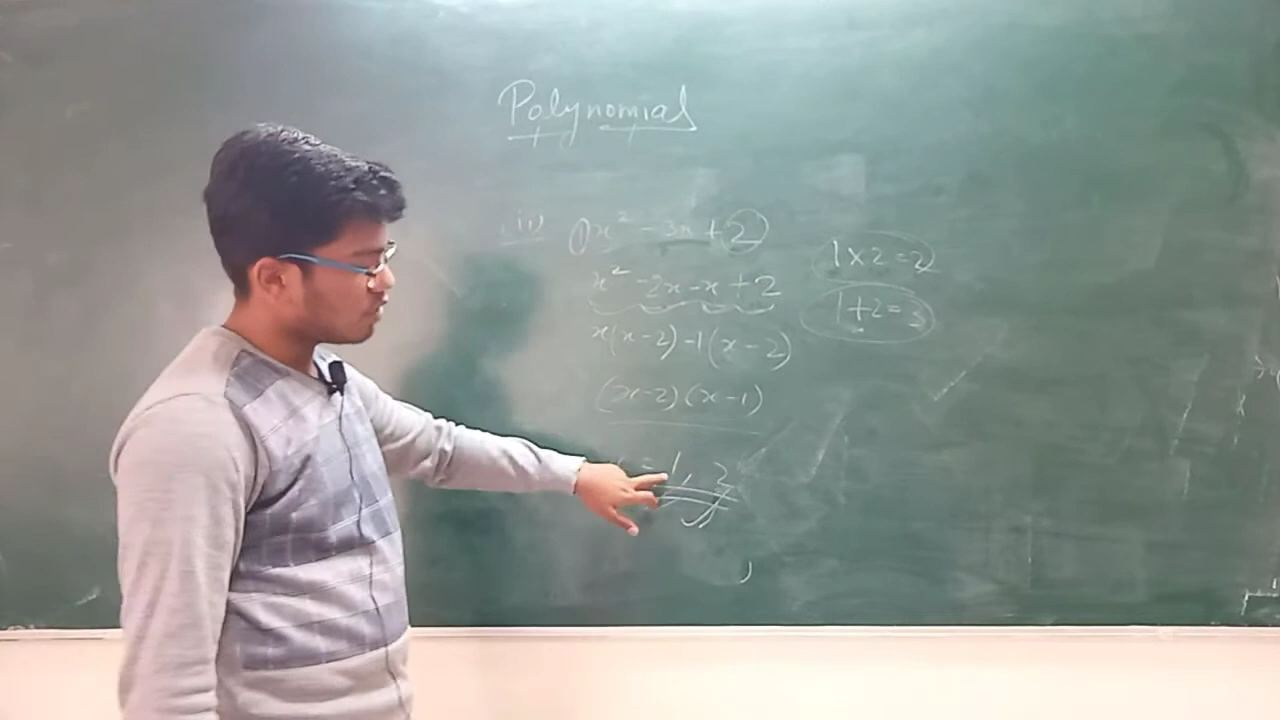 Polynomial
(ii) x² - 3x + 2
1 x 2 = 2
x² - 2x - x + 2
1 + 2 = 3
x(x - 2) - 1(x - 2)
(x - 2)(x - 1)
= 1, 2